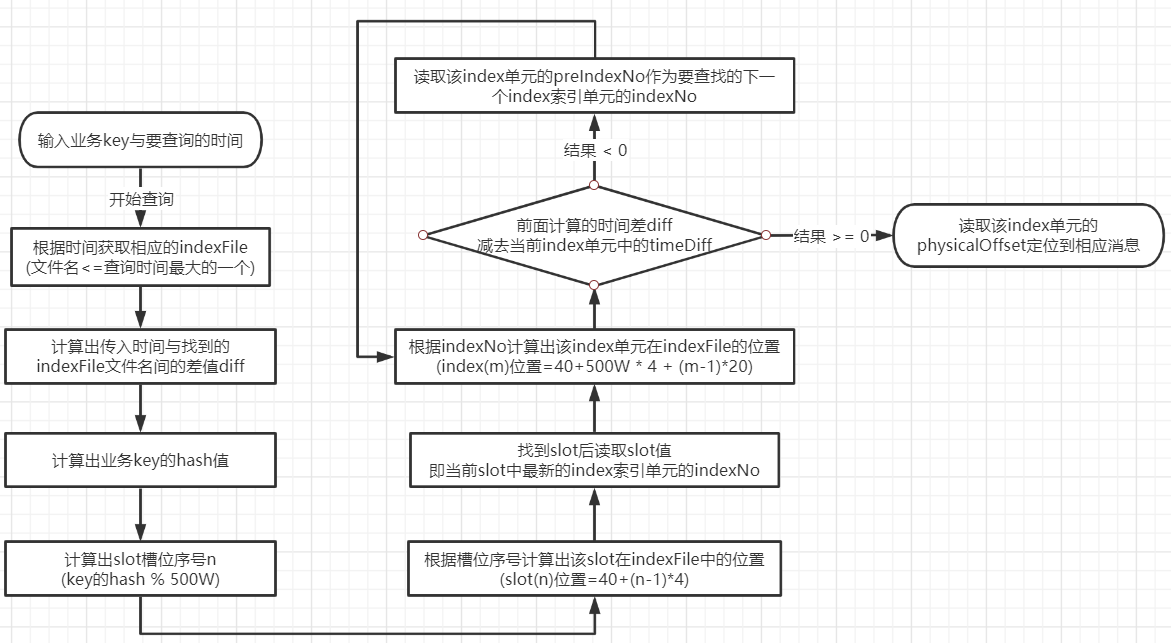 输入业务key与要查询的时间
开始查询
根据时间获取相应的indexFile
(文件名<=查询时间最大的一个)
计算出传入时间与找到的
indexFile文件名间的差值diff
计算出业务key的hash值
计算出slot槽位序号n
(key的hash % 500W)
根据槽位序号计算出该slot在indexFile中的位置
(slot(n)位置=40+(n-1)*4)
找到slot后读取slot值
即当前slot中最新的index索引单元的indexNo
根据indexNo计算出该index单元在indexFile的位置
(index(m)位置=40+500W * 4 + (m-1)*20)
前面计算的时间差diff
减去当前index单元中的timeDiff
结果 < 0
读取该index单元的preIndexNo作为要查找的下一
个index索引单元的indexNo
结果 >= 0
读取该index单元的
physicalOffset定位到相应消息